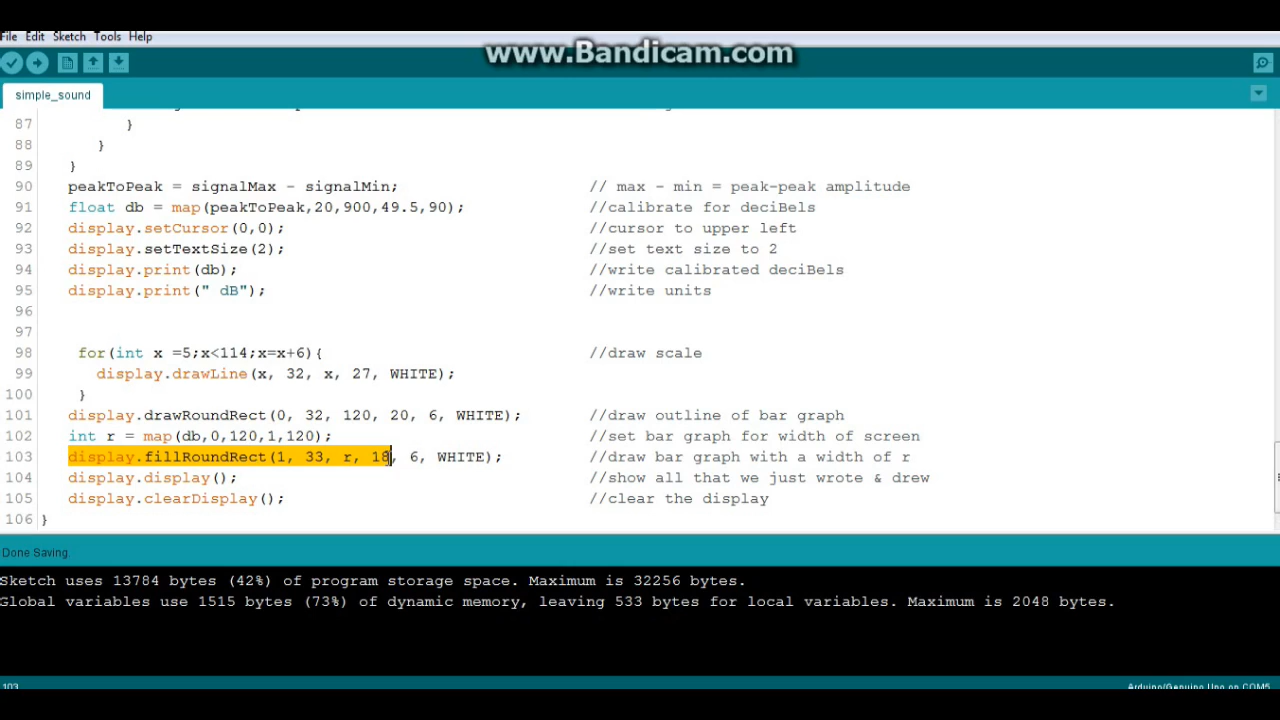 www.Bandicam.com
File Edit Sketch Tools Help
simple_sound
87 }
88 }
89 }
90 peakToPeak = signalMax - signalMin; // max - min = peak-peak amplitude
91 float db = map(peakToPeak,20,900,49.5,90); //calibrate for deciBels
92 display.setCursor(0,0); //cursor to upper left
93 display.setTextSize(2); //set text size to 2
94 display.print(db); //write calibrated deciBels
95 display.print(" dB"); //write units
96
97
98 for(int x =5;x<114;x=x+6){ //draw scale
99 display.drawLine(x, 32, x, 27, WHITE);
100 }
101 display.drawRoundRect(0, 32, 120, 20, 6, WHITE); //draw outline of bar graph
102 int r = map(db,0,120,1,120); //set bar graph for width of screen
103 display.fillRoundRect(1, 33, r, 18, 6, WHITE); //draw bar graph with a width of r
104 display.display(); //show all that we just wrote & drew
105 display.clearDisplay(); //clear the display
106 }
Done Saving.
Sketch uses 13784 bytes (42%) of program storage space. Maximum is 32256 bytes.
Global variables use 1515 bytes (73%) of dynamic memory, leaving 533 bytes for local variables. Maximum is 2048 bytes.
103 Arduino/Genuino Uno on COM5